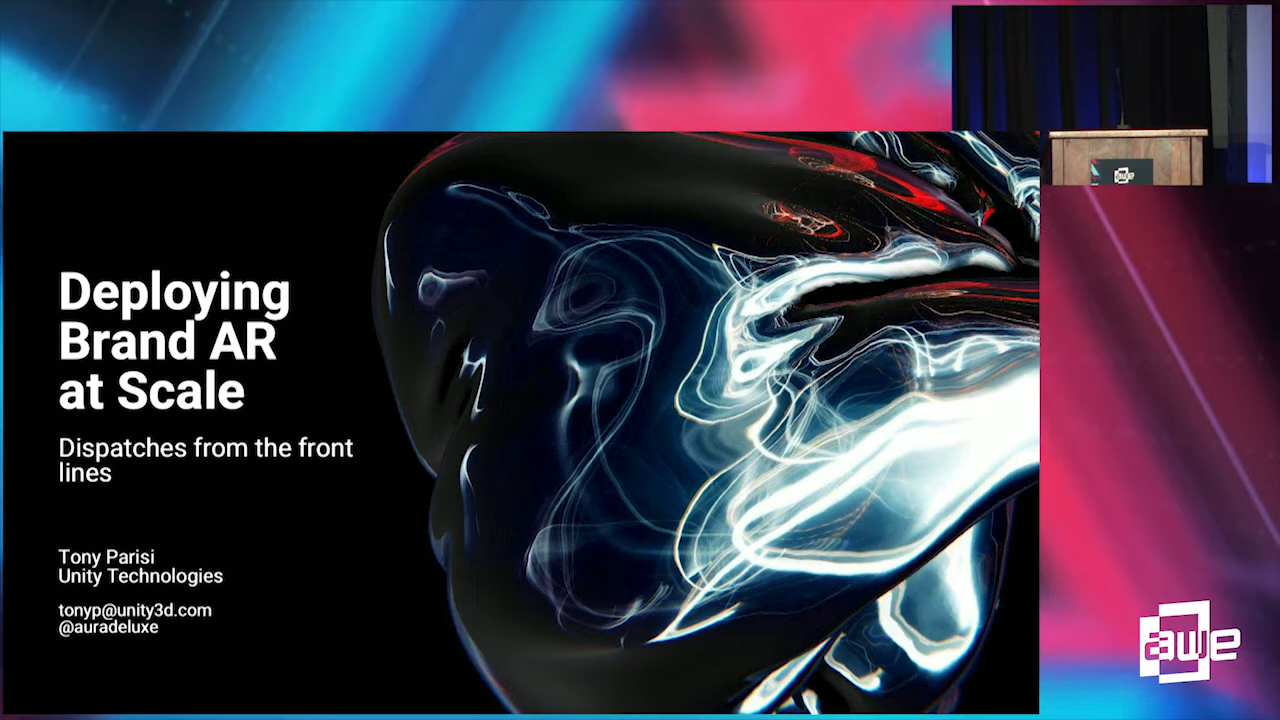 Deploying
Brand AR
at Scale
Dispatches from the front
lines
Tony Parisi
Unity Technologies
tonyp@unity3d.com
@auradeluxe
awe
awe